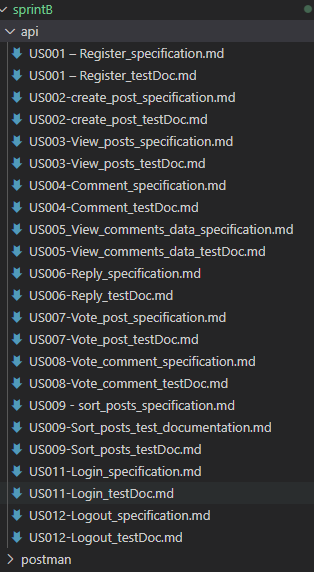 sprintB
api
US001 – Register_specification.md
US001 – Register_testDoc.md
US002-create_post_specification.md
US002-create_post_testDoc.md
US003-View_posts_specification.md
US003-View_posts_testDoc.md
US004-Comment_specification.md
US004-Comment_testDoc.md
US005_View_comments_data_specification.md
US005-View_comments_data_testDoc.md
US006-Reply_specification.md
US006-Reply_testDoc.md
US007-Vote_post_specification.md
US007-Vote_post_testDoc.md
US008-Vote_comment_specification.md
US008-Vote_comment_testDoc.md
US009 - sort_posts_specification.md
US009-Sort_posts_test_documentation.md
US009-Sort_posts_testDoc.md
US011-Login_specification.md
US011-Login_testDoc.md
US012-Logout_specification.md
US012-Logout_testDoc.md
postman